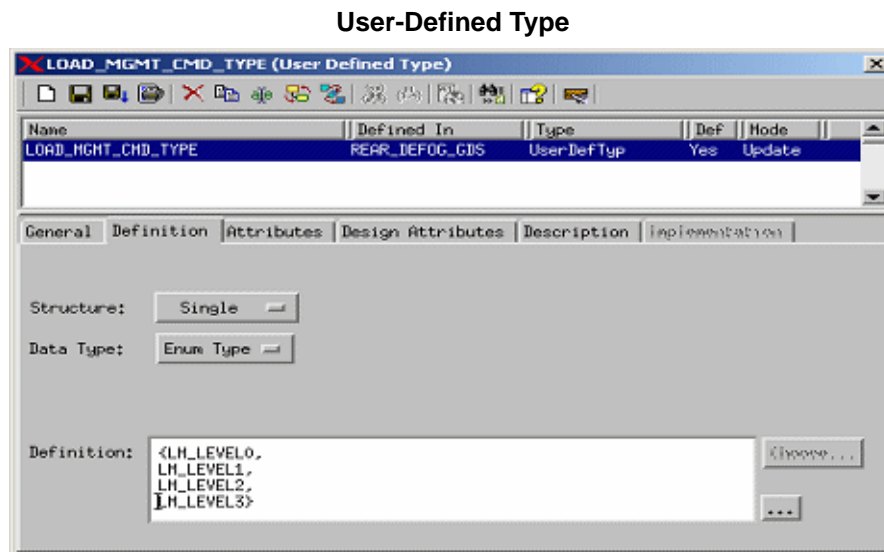 User-Defined Type
LOAD_MGMT_CMD_TYPE (User Defined Type)
Name Defined In Type Def Mode
LOAD_MGMT_CMD_TYPE REAR_DEFOG_GDS UserDefTyp Yes Update
General Definition Attributes Design Attributes Description Implementation
Structure: Single
Data Type: Enum Type
Definition: {LM_LEVEL0,
LM_LEVEL1,
LM_LEVEL2,
LM_LEVEL3}
Choose...
...